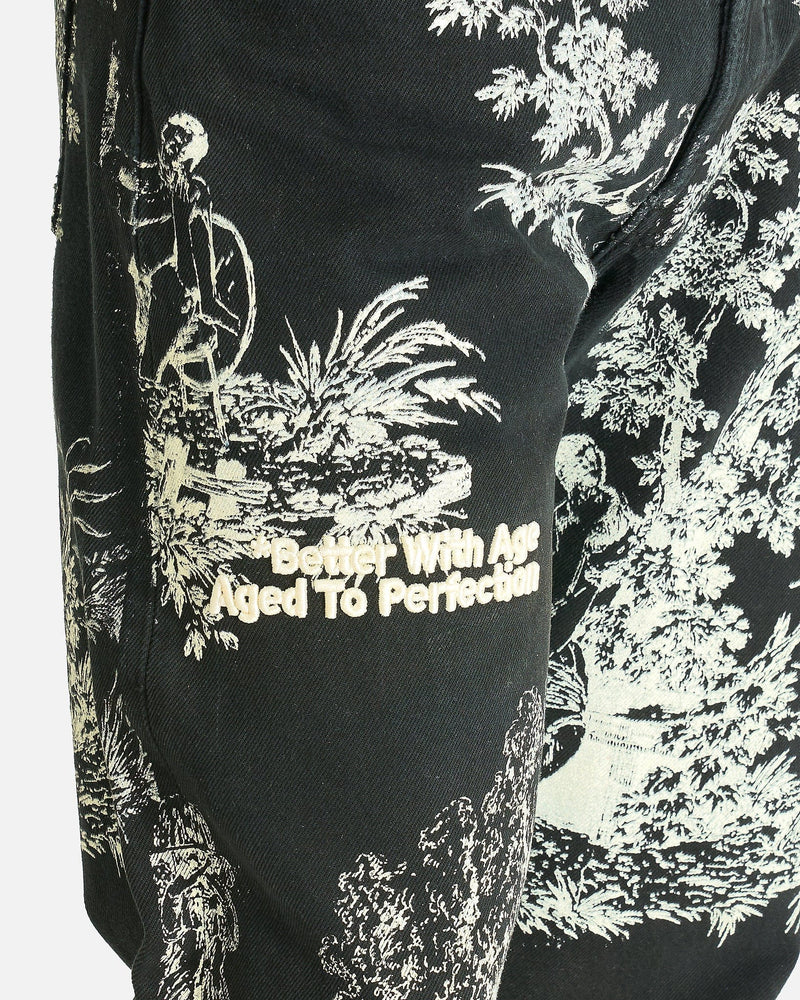 "Better With Age
Aged To Perfection